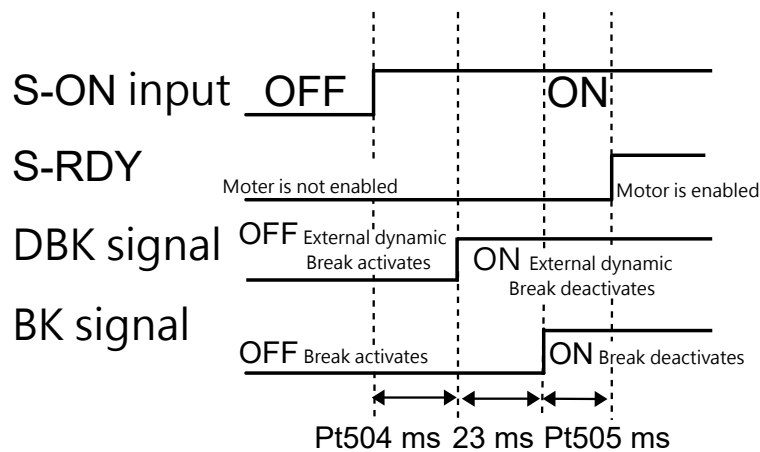 S-ON input OFF ON
S-RDY
Moter is not enabled Motor is enabled
DBK signal OFF External dynamic
Break activates
ON External dynamic
Break deactivates
BK signal
OFF Break activates ON Break deactivates
Pt504 ms 23 ms Pt505 ms